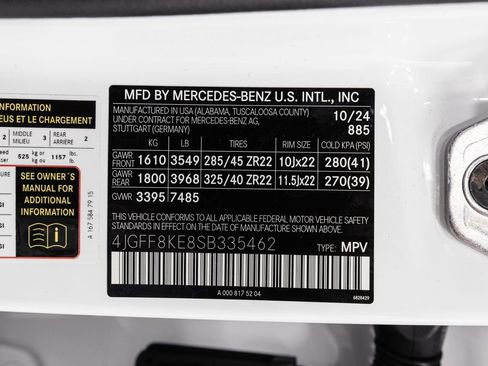 INFORMATION
EUS ET LE CHARGEMENT
2 MIDDLE MILIEU 3 REAR ARRIÈRE 2
525 kg or kg ou 1157 lbs. lb.
SEE OWNER'S
MANUAL FOR
ADDITIONAL
INFORMATION
A 167 584 79 15
MFD BY MERCEDES-BENZ U.S. INTL., INC
MANUFACTURED IN USA (ALABAMA, TUSCALOOSA COUNTY)
UNDER CONTRACT FOR MERCEDES-BENZ AG,
STUTTGART (GERMANY)
10/24
885
KG LB TIRES RIM SIZE COLD KPA(PSI)
GAWR FRONT 1610 3549 285/45 ZR22 10Jx22 280(41)
GAWR REAR 1800 3968 325/40 ZR22 11.5Jx22 270(39)
GVWR 3395 7485
THIS VEHICLE CONFORMS TO ALL APPLICABLE FEDERAL MOTOR VEHICLE SAFETY
STANDARDS IN EFFECT ON THE DATE OF MANUFACTURE SHOWN ABOVE.
4JGFF8KE8SB335462 TYPE: MPV
A 000 817 52 04
6828429